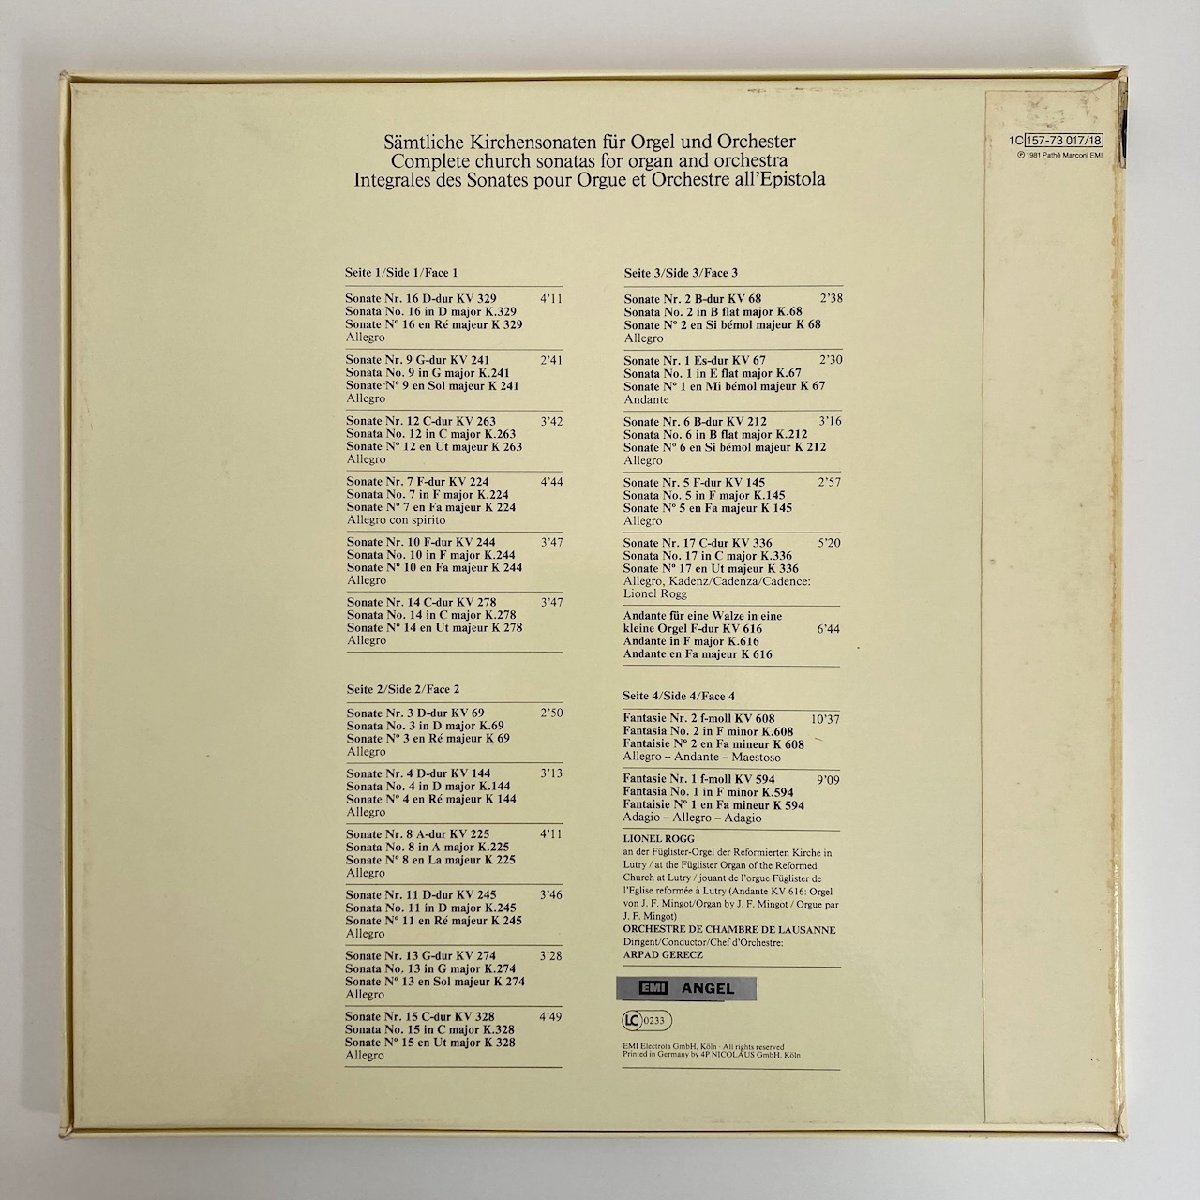 Sämtliche Kirchensonaten für Orgel und Orchester
Complete church sonatas for organ and orchestra
Integrales des Sonates pour Orgue et Orchestre all'Epistola
1C 157-73 017/18
℗ 1981 Pathé Marconi EMI
Seite 1/Side 1/Face 1
Sonate Nr. 16 D-dur KV 329 4'11
Sonata No. 16 in D major K.329
Sonate N° 16 en Ré majeur K 329
Allegro
Sonate Nr. 9 G-dur KV 241 2'41
Sonata No. 9 in G major K.241
Sonate N° 9 en Sol majeur K 241
Allegro
Sonate Nr. 12 C-dur KV 263 3'42
Sonata No. 12 in C major K.263
Sonate N° 12 en Ut majeur K 263
Allegro
Sonate Nr. 7 F-dur KV 224 4'44
Sonata No. 7 in F major K.224
Sonate N° 7 en Fa majeur K 224
Allegro con spirito
Sonate Nr. 10 F-dur KV 244 3'47
Sonata No. 10 in F major K.244
Sonate N° 10 en Fa majeur K 244
Allegro
Sonate Nr. 14 C-dur KV 278 3'47
Sonata No. 14 in C major K.278
Sonate N° 14 en Ut majeur K 278
Allegro
Seite 2/Side 2/Face 2
Sonate Nr. 3 D-dur KV 69 2'50
Sonata No. 3 in D major K.69
Sonate N° 3 en Ré majeur K 69
Allegro
Sonate Nr. 4 D-dur KV 144 3'13
Sonata No. 4 in D major K.144
Sonate N° 4 en Ré majeur K 144
Allegro
Sonate Nr. 8 A-dur KV 225 4'11
Sonata No. 8 in A major K.225
Sonate N° 8 en La majeur K 225
Allegro
Sonate Nr. 11 D-dur KV 245 3'46
Sonata No. 11 in D major K.245
Sonate N° 11 en Ré majeur K 245
Allegro
Sonate Nr. 13 G-dur KV 274 3'28
Sonata No. 13 in G major K.274
Sonate N° 13 en Sol majeur K 274
Allegro
Sonate Nr. 15 C-dur KV 328 4'49
Sonata No. 15 in C major K.328
Sonate N° 15 en Ut majeur K 328
Allegro
Seite 3/Side 3/Face 3
Sonate Nr. 2 B-dur KV 68 2'38
Sonata No. 2 in B flat major K.68
Sonate N° 2 en Si bémol majeur K 68
Allegro
Sonate Nr. 1 Es-dur KV 67 2'30
Sonata No. 1 in E flat major K.67
Sonate N° 1 en Mi bémol majeur K 67
Andante
Sonate Nr. 6 B-dur KV 212 3'16
Sonata No. 6 in B flat major K.212
Sonate N° 6 en Si bémol majeur K 212
Allegro
Sonate Nr. 5 F-dur KV 145 2'57
Sonata No. 5 in F major K.145
Sonate N° 5 en Fa majeur K 145
Allegro
Sonate Nr. 17 C-dur KV 336 5'20
Sonata No. 17 in C major K.336
Sonate N° 17 en Ut majeur K 336
Allegro, Kadenz/Cadenza/Cadence:
Lionel Rogg
Andante für eine Walze in eine
kleine Orgel F-dur KV 616 6'44
Andante in F major K.616
Andante en Fa majeur K 616
Seite 4/Side 4/Face 4
Fantasie Nr. 2 f-moll KV 608 10'37
Fantasia No. 2 in F minor K.608
Fantaisie N° 2 en Fa mineur K 608
Allegro – Andante – Maestoso
Fantasie Nr. 1 f-moll KV 594 9'09
Fantasia No. 1 in F minor K.594
Fantaisie N° 1 en Fa mineur K 594
Adagio – Allegro – Adagio
LIONEL ROGG
an der Füglister-Orgel der Reformierten Kirche in
Lutry / at the Füglister Organ of the Reformed
Church at Lutry / jouant de l'orgue Füglister de
l'Eglise reformée à Lutry (Andante KV 616: Orgel
von J. F. Mingot/Organ by J. F. Mingot / Orgue par
J. F. Mingot)
ORCHESTRE DE CHAMBRE DE LAUSANNE
Dirigent/Conductor/Chef d'Orchestre:
ARPAD GERECZ
EMI ANGEL
LC 0233
EMI Electrola GmbH, Köln · All rights reserved
Printed in Germany by 4P NICOLAUS GmbH, Köln